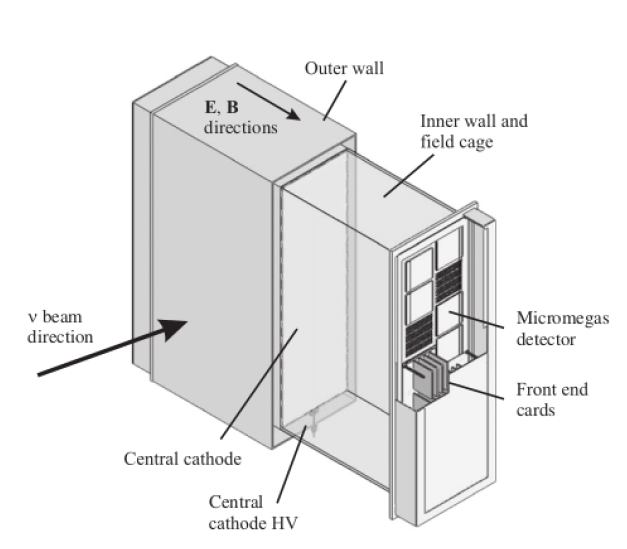 Outer wall
E, B
directions
Inner wall and
field cage
ν beam
direction
Micromegas
detector
Front end
cards
Central cathode
Central
cathode HV